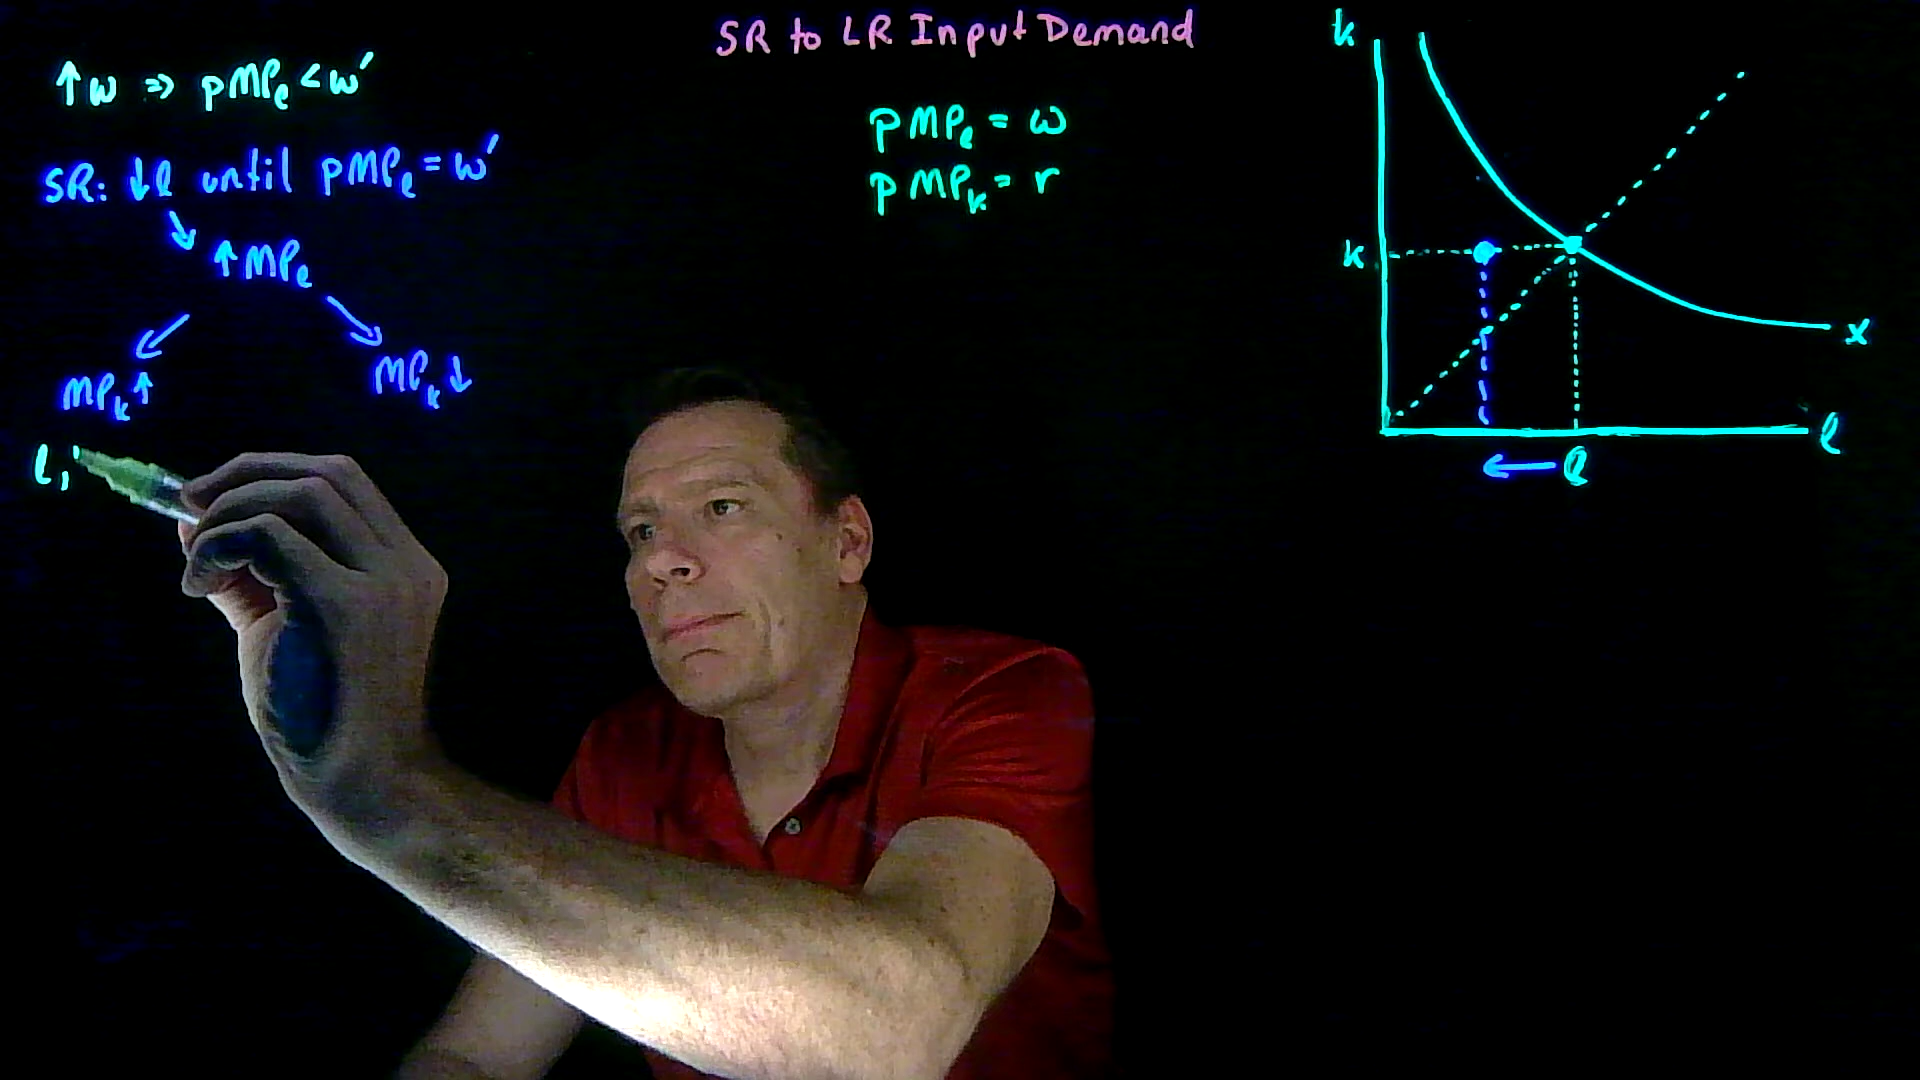 SR to LR Input Demand
↑w ⇒ pMPℓ < w'
SR: ↓ℓ until pMPℓ = w'
↑MPℓ
MPk↑
MPk↓
ℓ,
pMPℓ = w
pMPk = r
k
k
x
ℓ
← ℓ